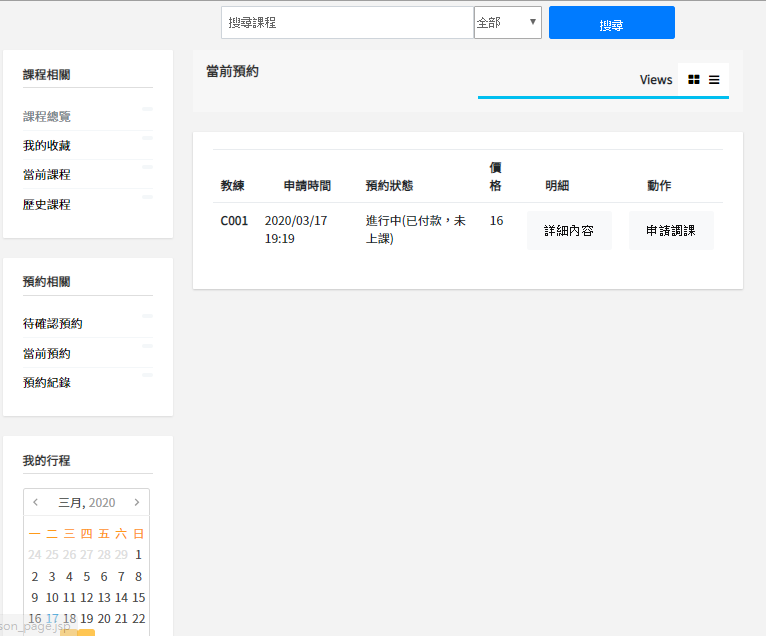 搜尋課程 全部 搜尋
課程相關
課程總覽
我的收藏
當前課程
歷史課程
預約相關
待確認預約
當前預約
預約紀錄
我的行程
三月, 2020
一 二 三 四 五 六 日
24 25 26 27 28 29 1
2 3 4 5 6 7 8
9 10 11 12 13 14 15
16 17 18 19 20 21 22
son_page.jsp
當前預約
Views
教練 申請時間 預約狀態 價
格 明細 動作
C001 2020/03/17 進行中(已付款，未 16 詳細內容 申請調課
19:19 上課)